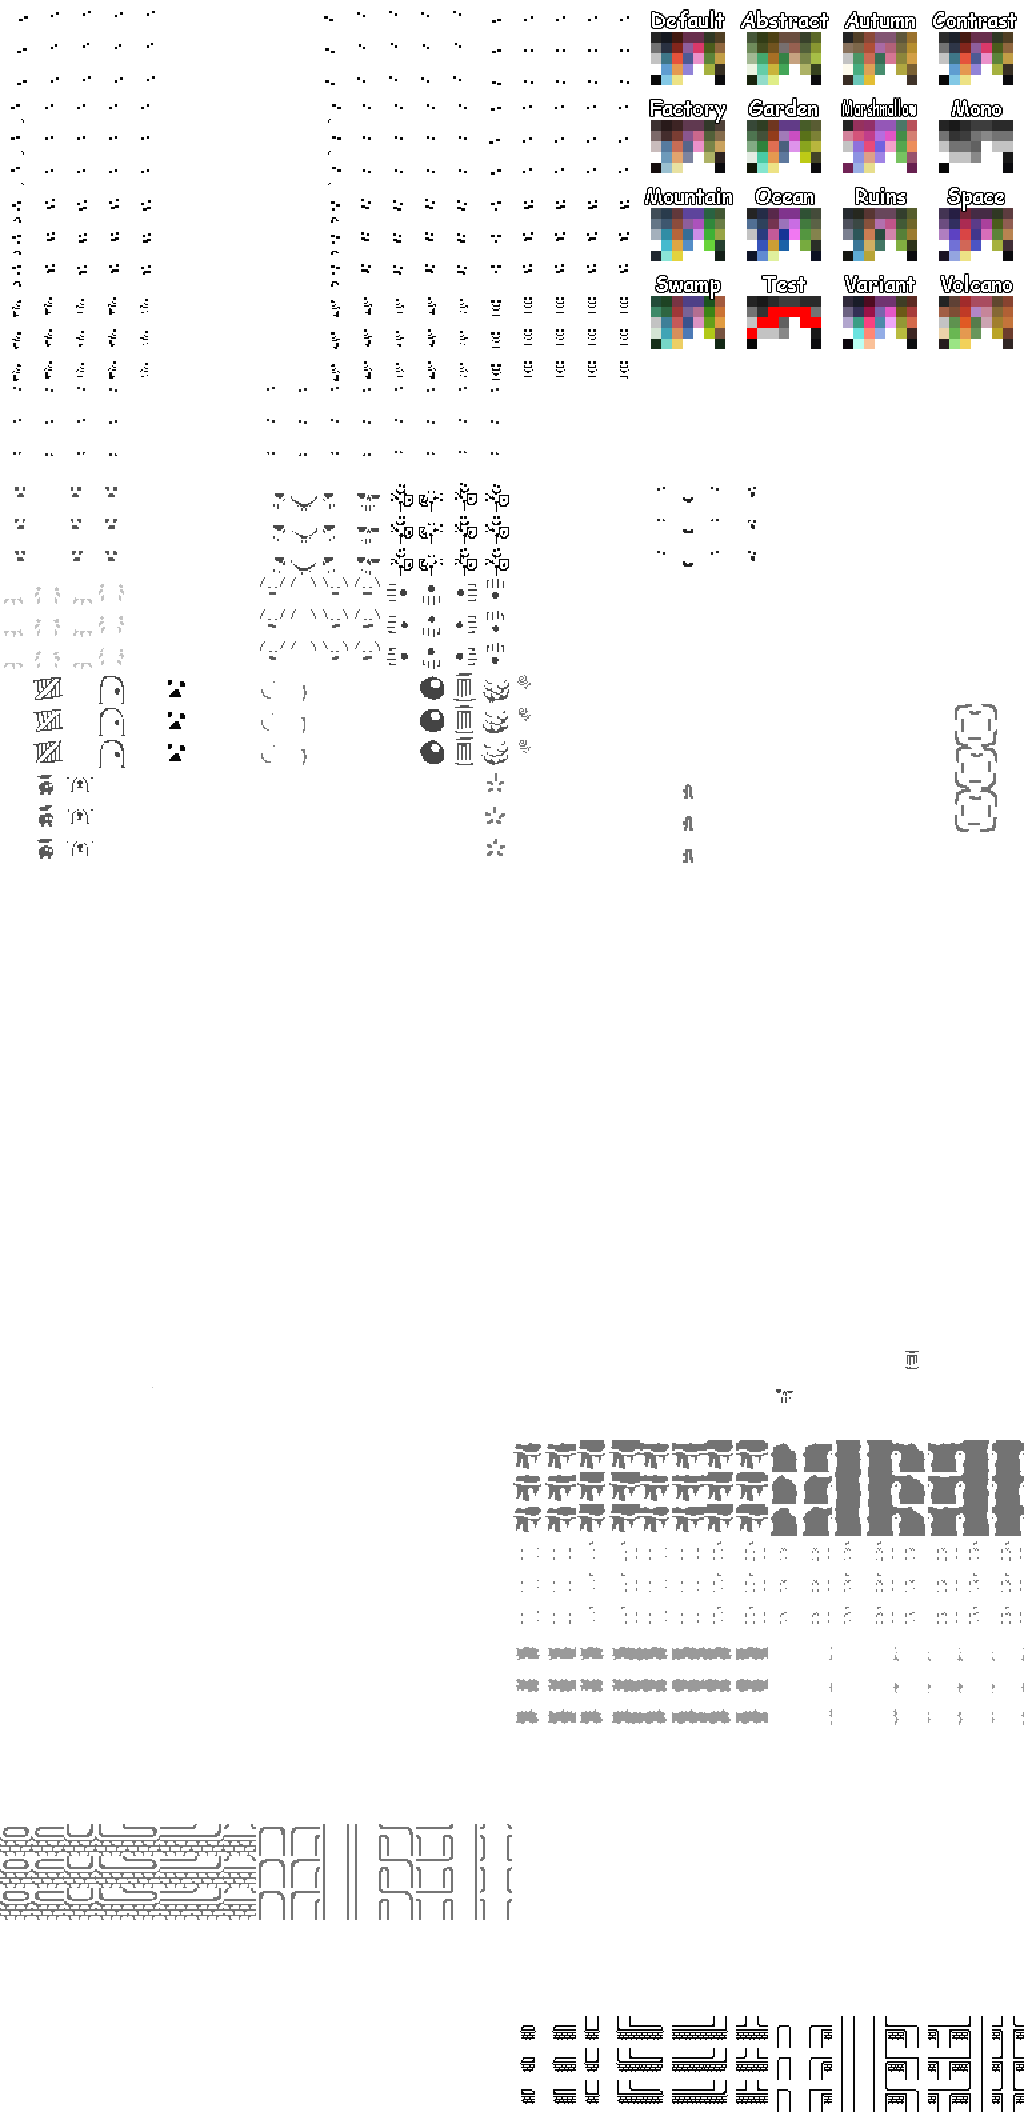 Default Abstract Autumn Contrast
Factory Garden Marshmallow Mono
Mountain Ocean Ruins Space
Swamp Test Variant Volcano